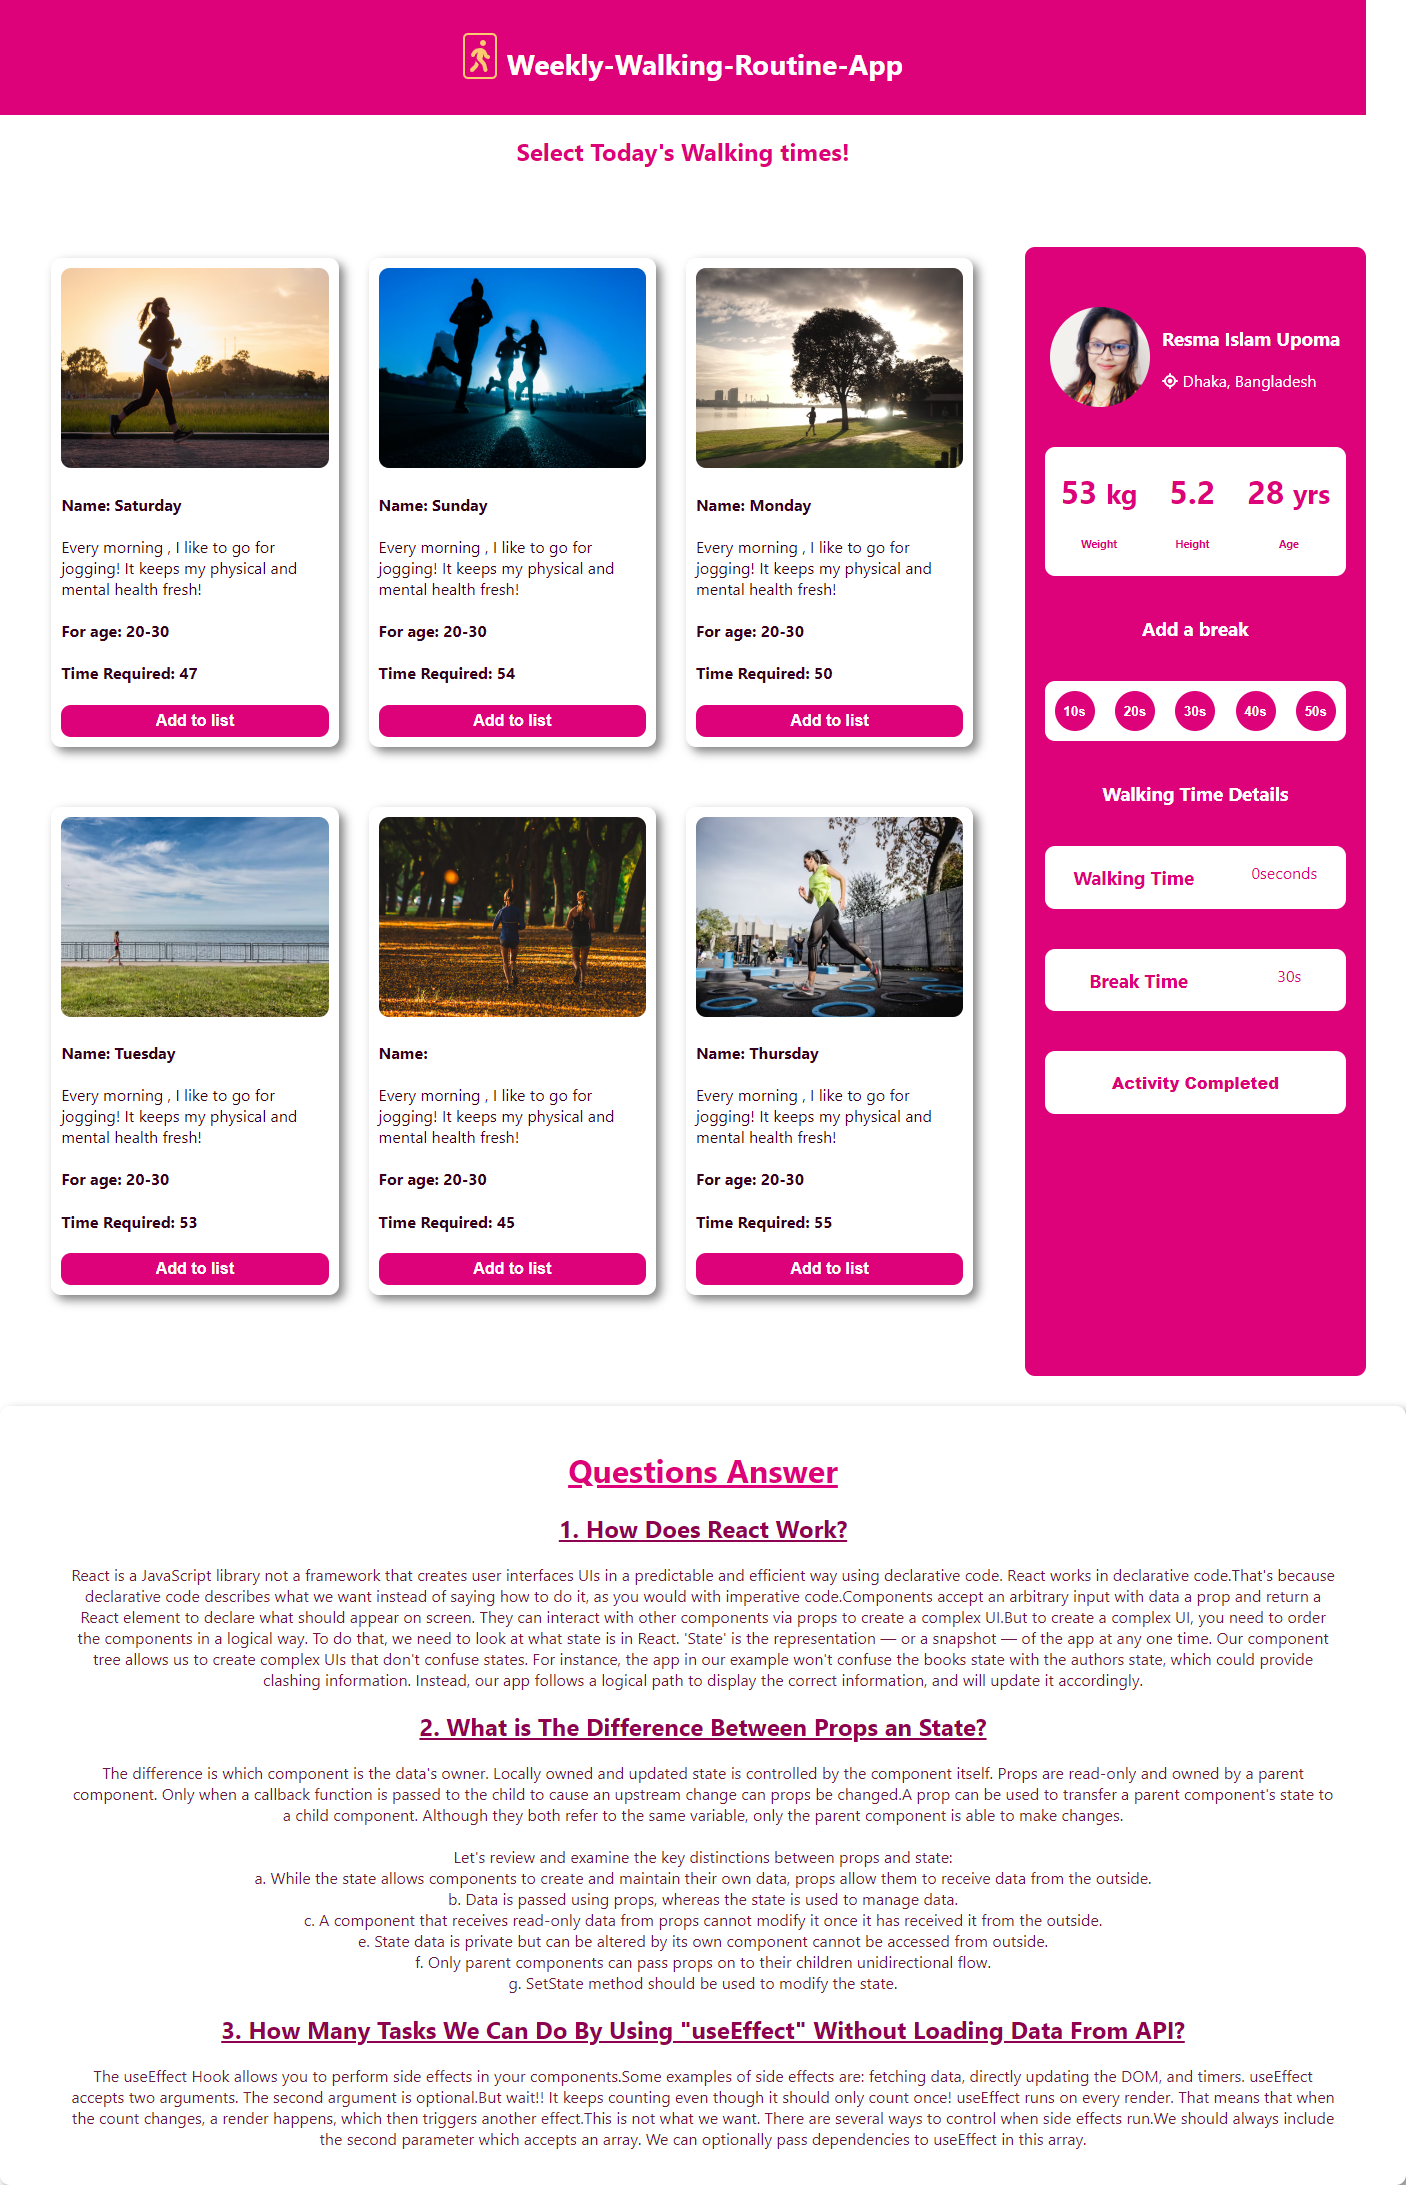 Weekly-Walking-Routine-App
Select Today's Walking times!
Name: Saturday
Every morning , I like to go for
jogging! It keeps my physical and
mental health fresh!
For age: 20-30
Time Required: 47
Add to list
Name: Sunday
Every morning , I like to go for
jogging! It keeps my physical and
mental health fresh!
For age: 20-30
Time Required: 54
Add to list
Name: Monday
Every morning , I like to go for
jogging! It keeps my physical and
mental health fresh!
For age: 20-30
Time Required: 50
Add to list
Name: Tuesday
Every morning , I like to go for
jogging! It keeps my physical and
mental health fresh!
For age: 20-30
Time Required: 53
Add to list
Name:
Every morning , I like to go for
jogging! It keeps my physical and
mental health fresh!
For age: 20-30
Time Required: 45
Add to list
Name: Thursday
Every morning , I like to go for
jogging! It keeps my physical and
mental health fresh!
For age: 20-30
Time Required: 55
Add to list
Resma Islam Upoma
Dhaka, Bangladesh
53 kg 5.2 28 yrs
Weight Height Age
Add a break
10s 20s 30s 40s 50s
Walking Time Details
Walking Time 0seconds
Break Time 30s
Activity Completed
Questions Answer
1. How Does React Work?
React is a JavaScript library not a framework that creates user interfaces UIs in a predictable and efficient way using declarative code. React works in declarative code.That's because
declarative code describes what we want instead of saying how to do it, as you would with imperative code.Components accept an arbitrary input with data a prop and return a
React element to declare what should appear on screen. They can interact with other components via props to create a complex UI.But to create a complex UI, you need to order
the components in a logical way. To do that, we need to look at what state is in React. 'State' is the representation — or a snapshot — of the app at any one time. Our component
tree allows us to create complex UIs that don't confuse states. For instance, the app in our example won't confuse the books state with the authors state, which could provide
clashing information. Instead, our app follows a logical path to display the correct information, and will update it accordingly.
2. What is The Difference Between Props an State?
The difference is which component is the data's owner. Locally owned and updated state is controlled by the component itself. Props are read-only and owned by a parent
component. Only when a callback function is passed to the child to cause an upstream change can props be changed.A prop can be used to transfer a parent component's state to
a child component. Although they both refer to the same variable, only the parent component is able to make changes.
Let's review and examine the key distinctions between props and state:
a. While the state allows components to create and maintain their own data, props allow them to receive data from the outside.
b. Data is passed using props, whereas the state is used to manage data.
c. A component that receives read-only data from props cannot modify it once it has received it from the outside.
e. State data is private but can be altered by its own component cannot be accessed from outside.
f. Only parent components can pass props on to their children unidirectional flow.
g. SetState method should be used to modify the state.
3. How Many Tasks We Can Do By Using "useEffect" Without Loading Data From API?
The useEffect Hook allows you to perform side effects in your components.Some examples of side effects are: fetching data, directly updating the DOM, and timers. useEffect
accepts two arguments. The second argument is optional.But wait!! It keeps counting even though it should only count once! useEffect runs on every render. That means that when
the count changes, a render happens, which then triggers another effect.This is not what we want. There are several ways to control when side effects run.We should always include
the second parameter which accepts an array. We can optionally pass dependencies to useEffect in this array.